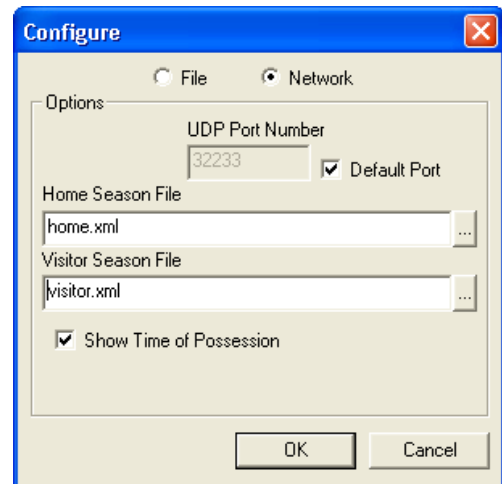 Configure
File Network
Options
UDP Port Number
32233 Default Port
Home Season File
home.xml ...
Visitor Season File
visitor.xml ...
Show Time of Possession
OK Cancel